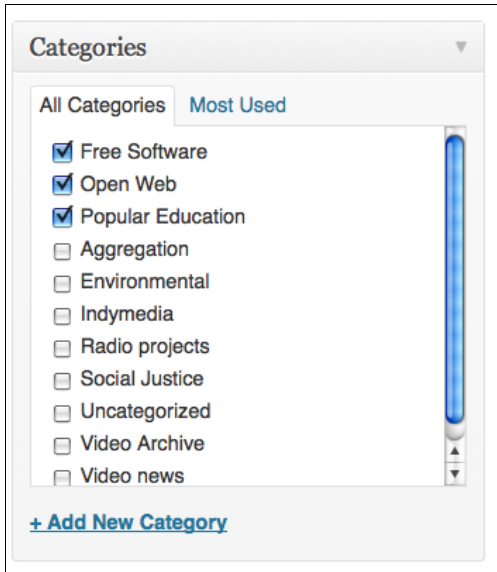 Categories
All Categories Most Used
Free Software
Open Web
Popular Education
Aggregation
Environmental
Indymedia
Radio projects
Social Justice
Uncategorized
Video Archive
Video news
+ Add New Category